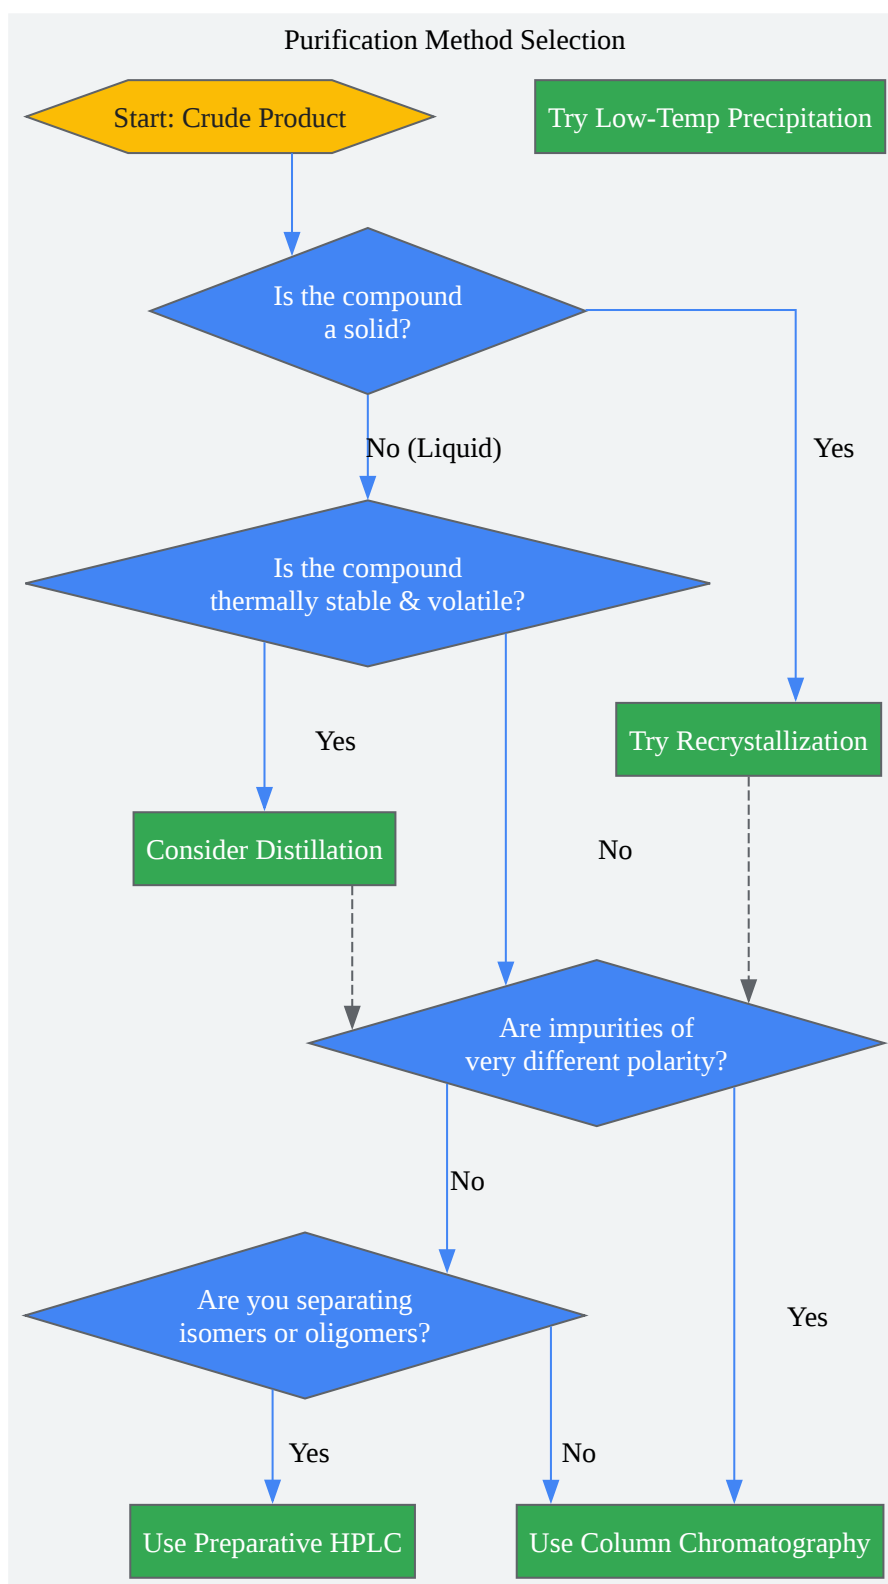 Purification Method Selection
Start: Crude Product
Try Low-Temp Precipitation
Is the compound
a solid?
No (Liquid)
Yes
Is the compound
thermally stable & volatile?
Yes
Try Recrystallization
Consider Distillation
No
Are impurities of
very different polarity?
No
Are you separating
isomers or oligomers?
Yes
Yes
No
Use Preparative HPLC
Use Column Chromatography